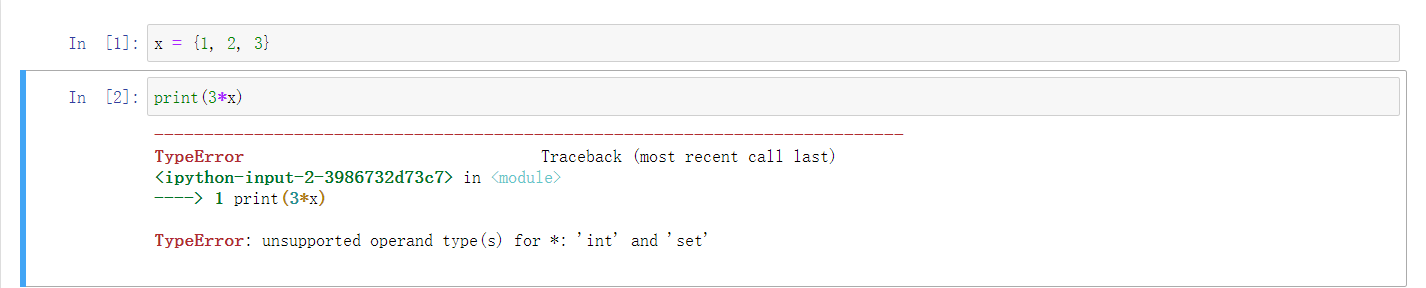 In [1]: x = {1, 2, 3}
In [2]: print(3*x)
---------------------------------------------------------------------------
TypeError                                 Traceback (most recent call last)
<ipython-input-2-3986732d73c7> in <module>
----> 1 print(3*x)
TypeError: unsupported operand type(s) for *: 'int' and 'set'